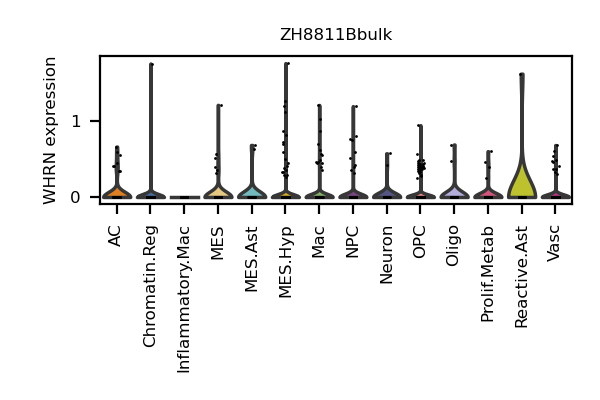 ZH8811Bbulk
WHRN expression
1
0
AC
Chromatin.Reg
Inflammatory.Mac
MES
MES.Ast
MES.Hyp
Mac
NPC
Neuron
OPC
Oligo
Prolif.Metab
Reactive.Ast
Vasc